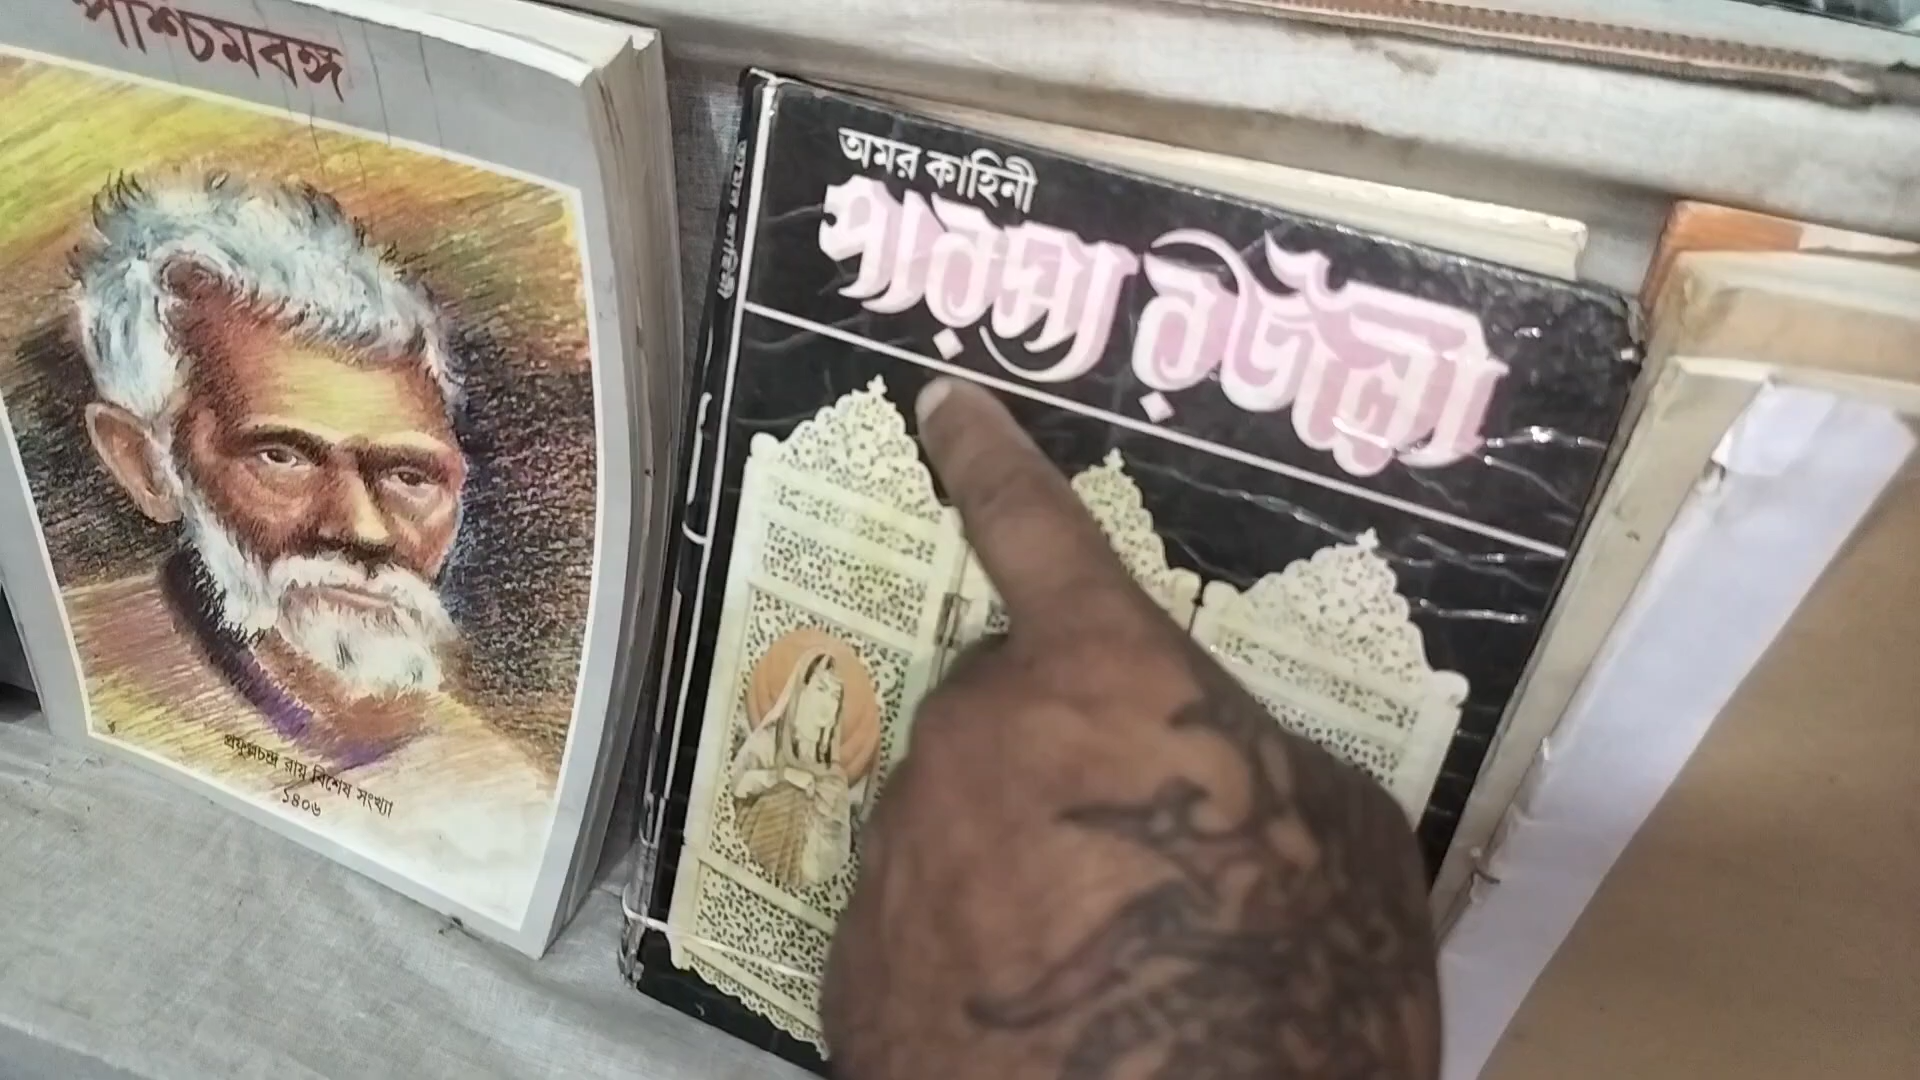 পশ্চিমবঙ্গ
প্রফুল্লচন্দ্র রায় বিশেষ সংখ্যা
১৪০৬
অমর কাহিনী
পারস্য রজনী